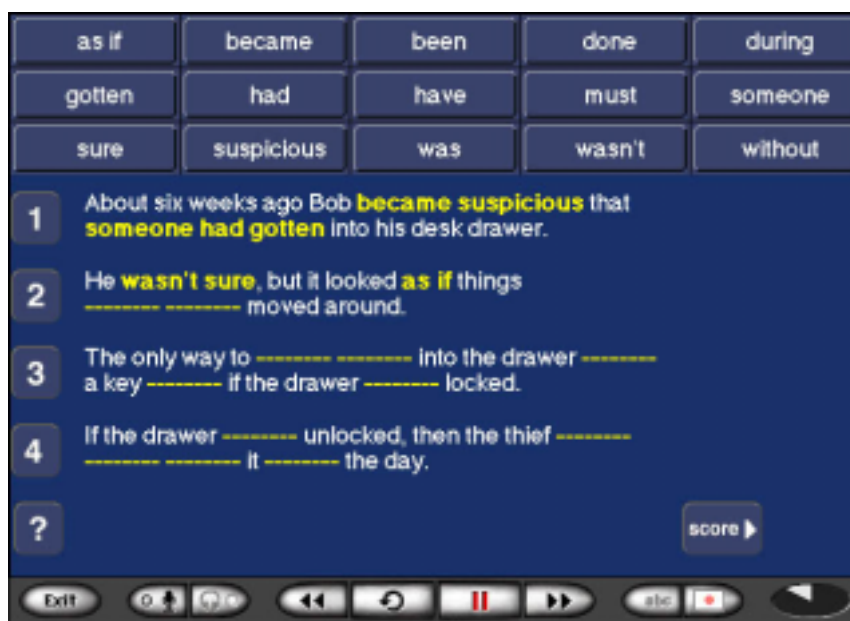 as if became been done during
gotten had have must someone
sure suspicious was wasn't without
1 About six weeks ago Bob became suspicious that
someone had gotten into his desk drawer.
2 He wasn't sure, but it looked as if things
-------- -------- moved around.
3 The only way to -------- -------- into the drawer --------
a key -------- if the drawer -------- locked.
4 If the drawer -------- unlocked, then the thief --------
-------- -------- it -------- the day.
? score
Exit abc